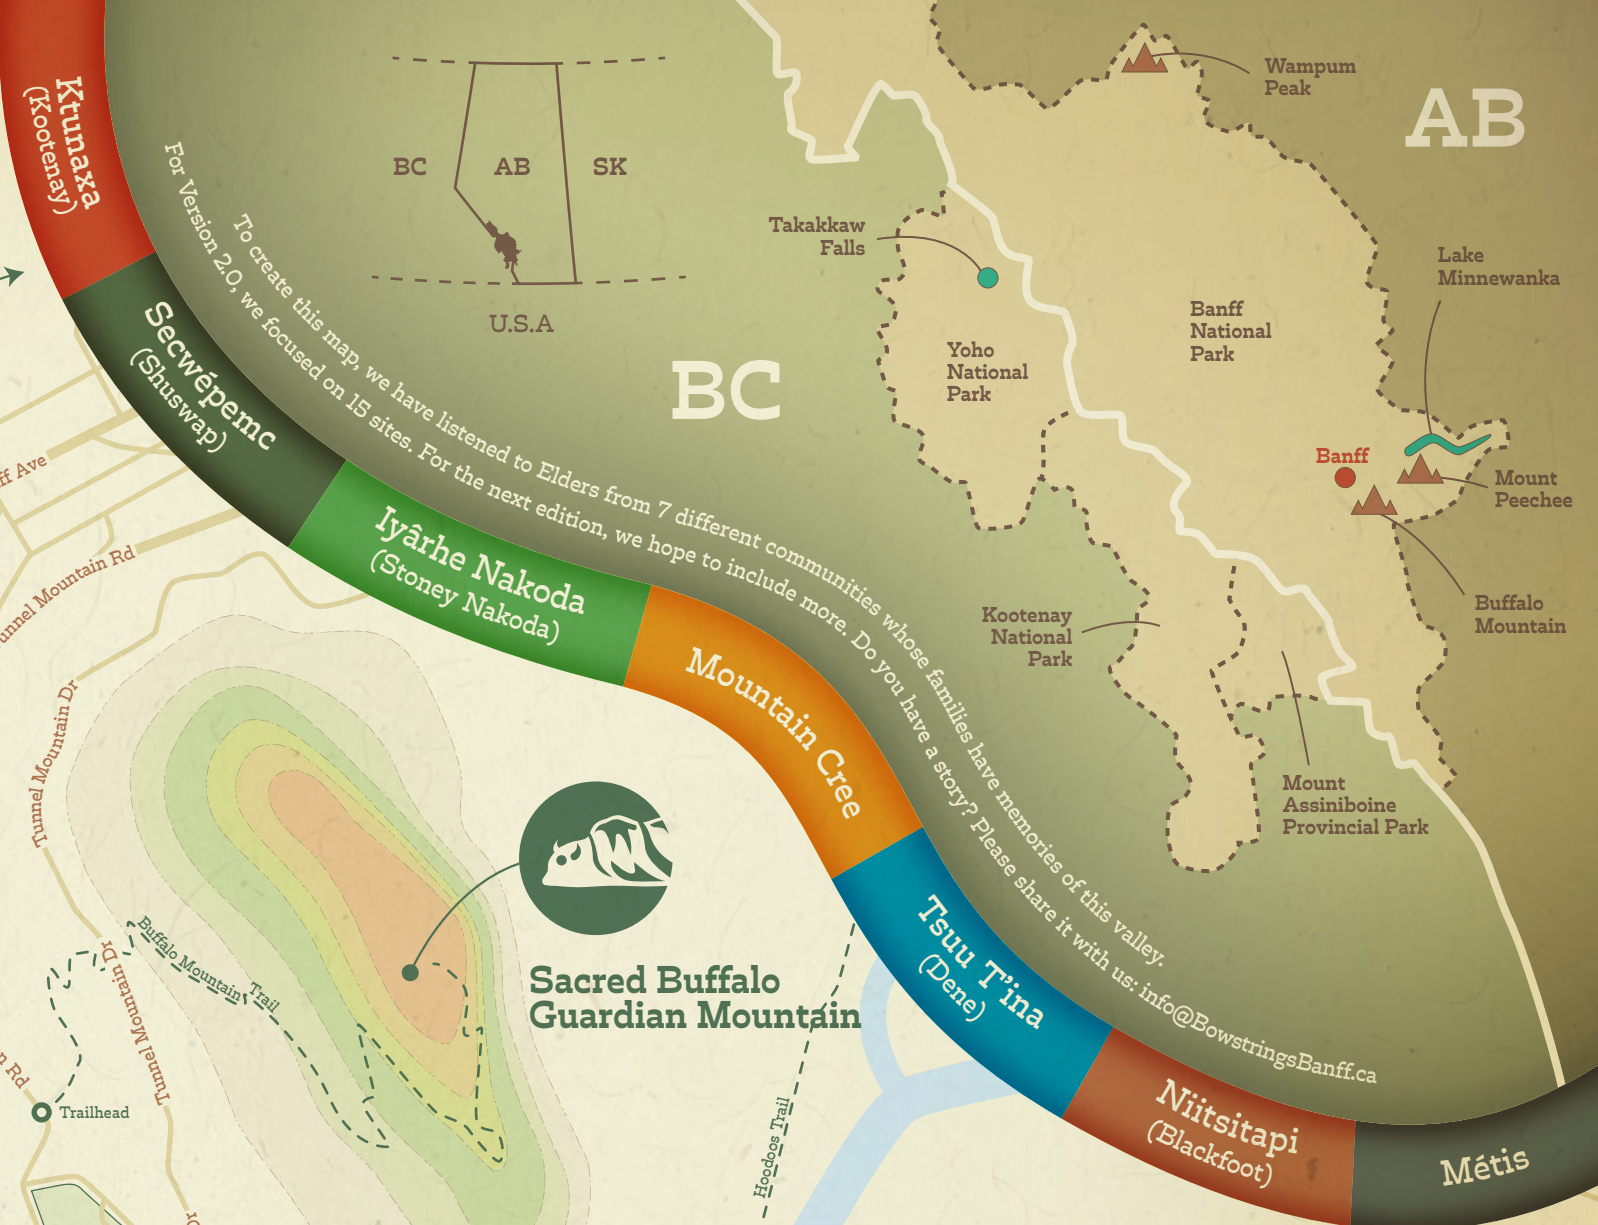 Ktunaxa
(Kootenay)
Secwépemc
(Shuswap)
Iyârhe Nakoda
(Stoney Nakoda)
Mountain Cree
Tsuu T'ina
(Dene)
Niitsitapi
(Blackfoot)
Métis
To create this map, we have listened to Elders from 7 different communities whose families have memories of this valley.
For Version 2.0, we focused on 15 sites. For the next edition, we hope to include more. Do you have a story? Please share it with us: info@BowstringsBanff.ca
BC
AB
SK
U.S.A
BC
AB
Wampum
Peak
Takakkaw
Falls
Lake
Minnewanka
Banff
National
Park
Yoho
National
Park
Banff
Mount
Peechee
Buffalo
Mountain
Kootenay
National
Park
Mount
Assiniboine
Provincial Park
ff Ave
unnel Mountain Rd
Tunnel Mountain Dr
Buffalo Mountain Trail
Tunnel Mountain Dr
n Rd
Trailhead
Sacred Buffalo
Guardian Mountain
Hoodoos Trail